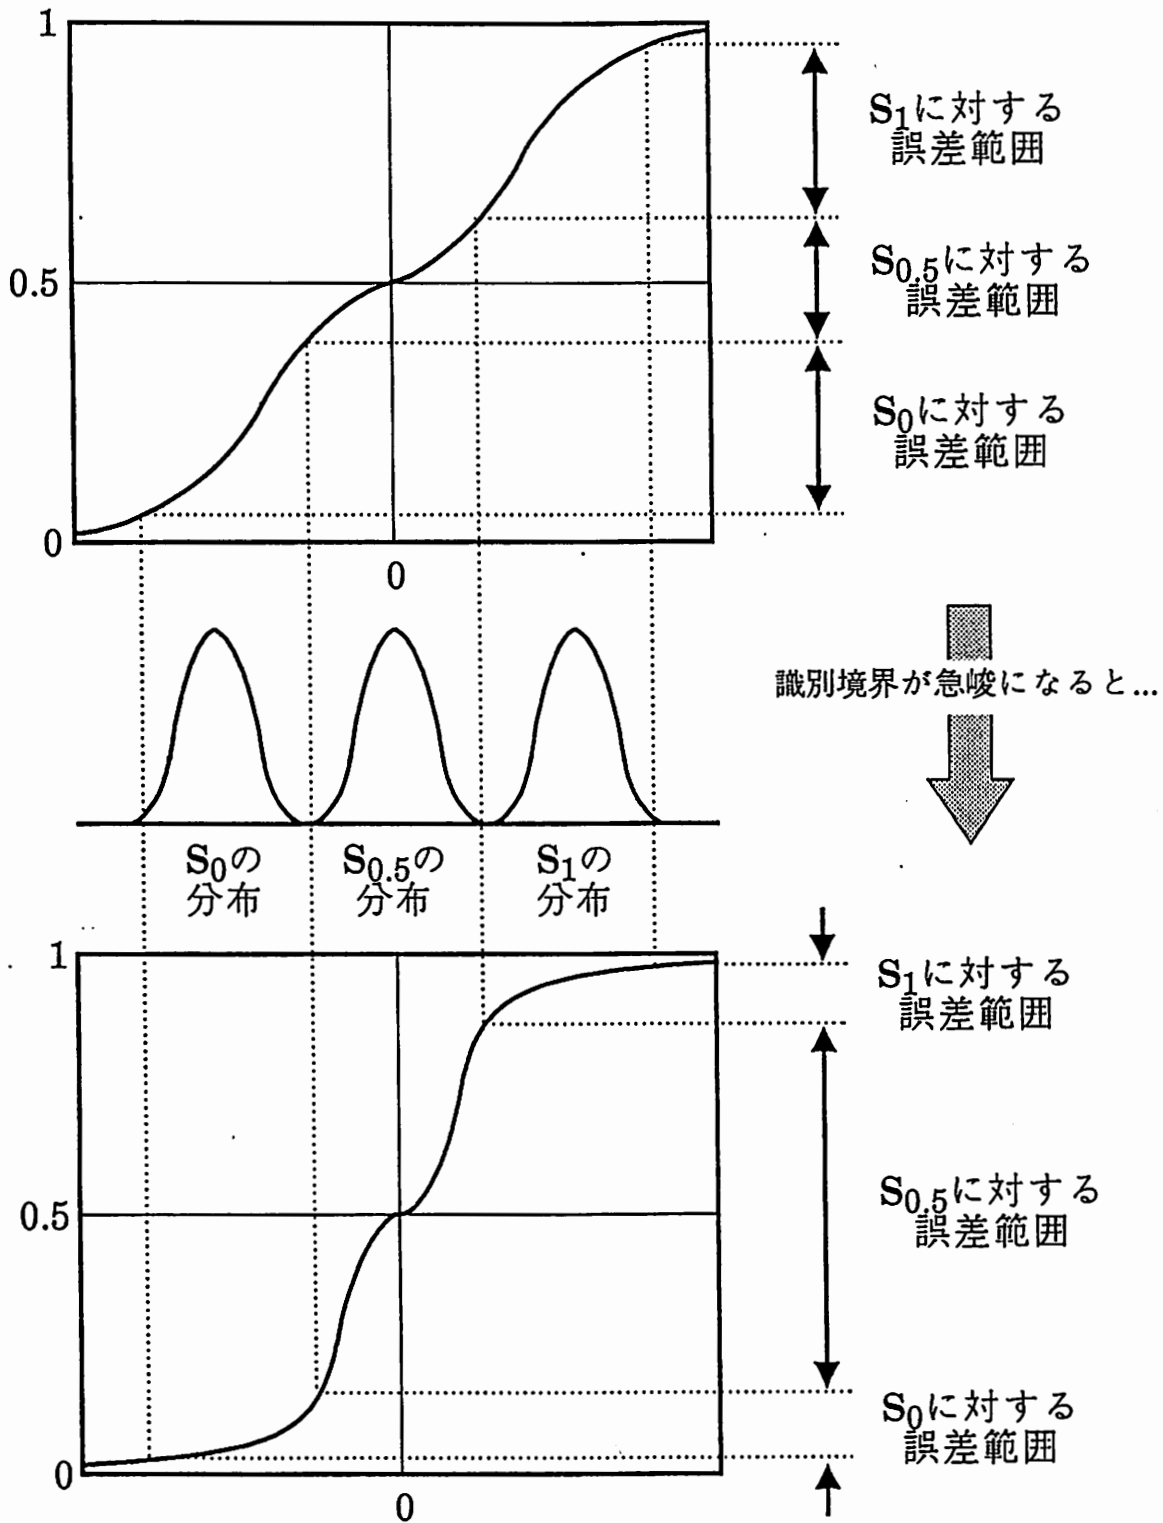 1
S1に対する
誤差範囲
S0.5に対する
誤差範囲
0.5
S0に対する
誤差範囲
0
0
識別境界が急峻になると...
S0の
分布
S0.5の
分布
S1の
分布
1
S1に対する
誤差範囲
S0.5に対する
誤差範囲
0.5
S0に対する
誤差範囲
0
0